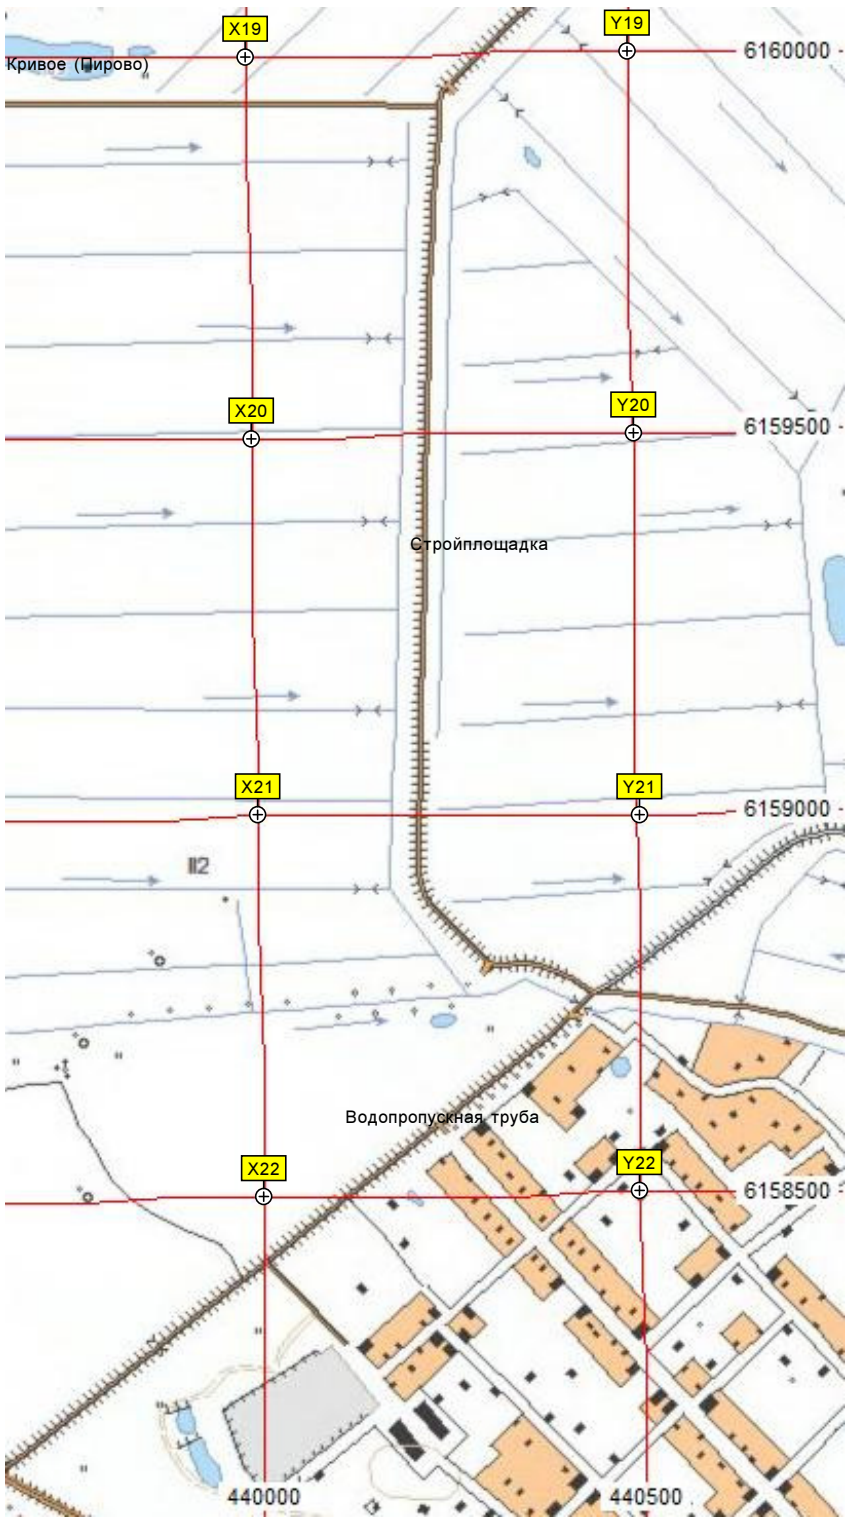 X19
Y19
6160000
Кривое (Пирово)
X20
Y20
6159500
Стройплощадка
X21
Y21
6159000
II2
Водопропускная труба
X22
Y22
6158500
440000
440500